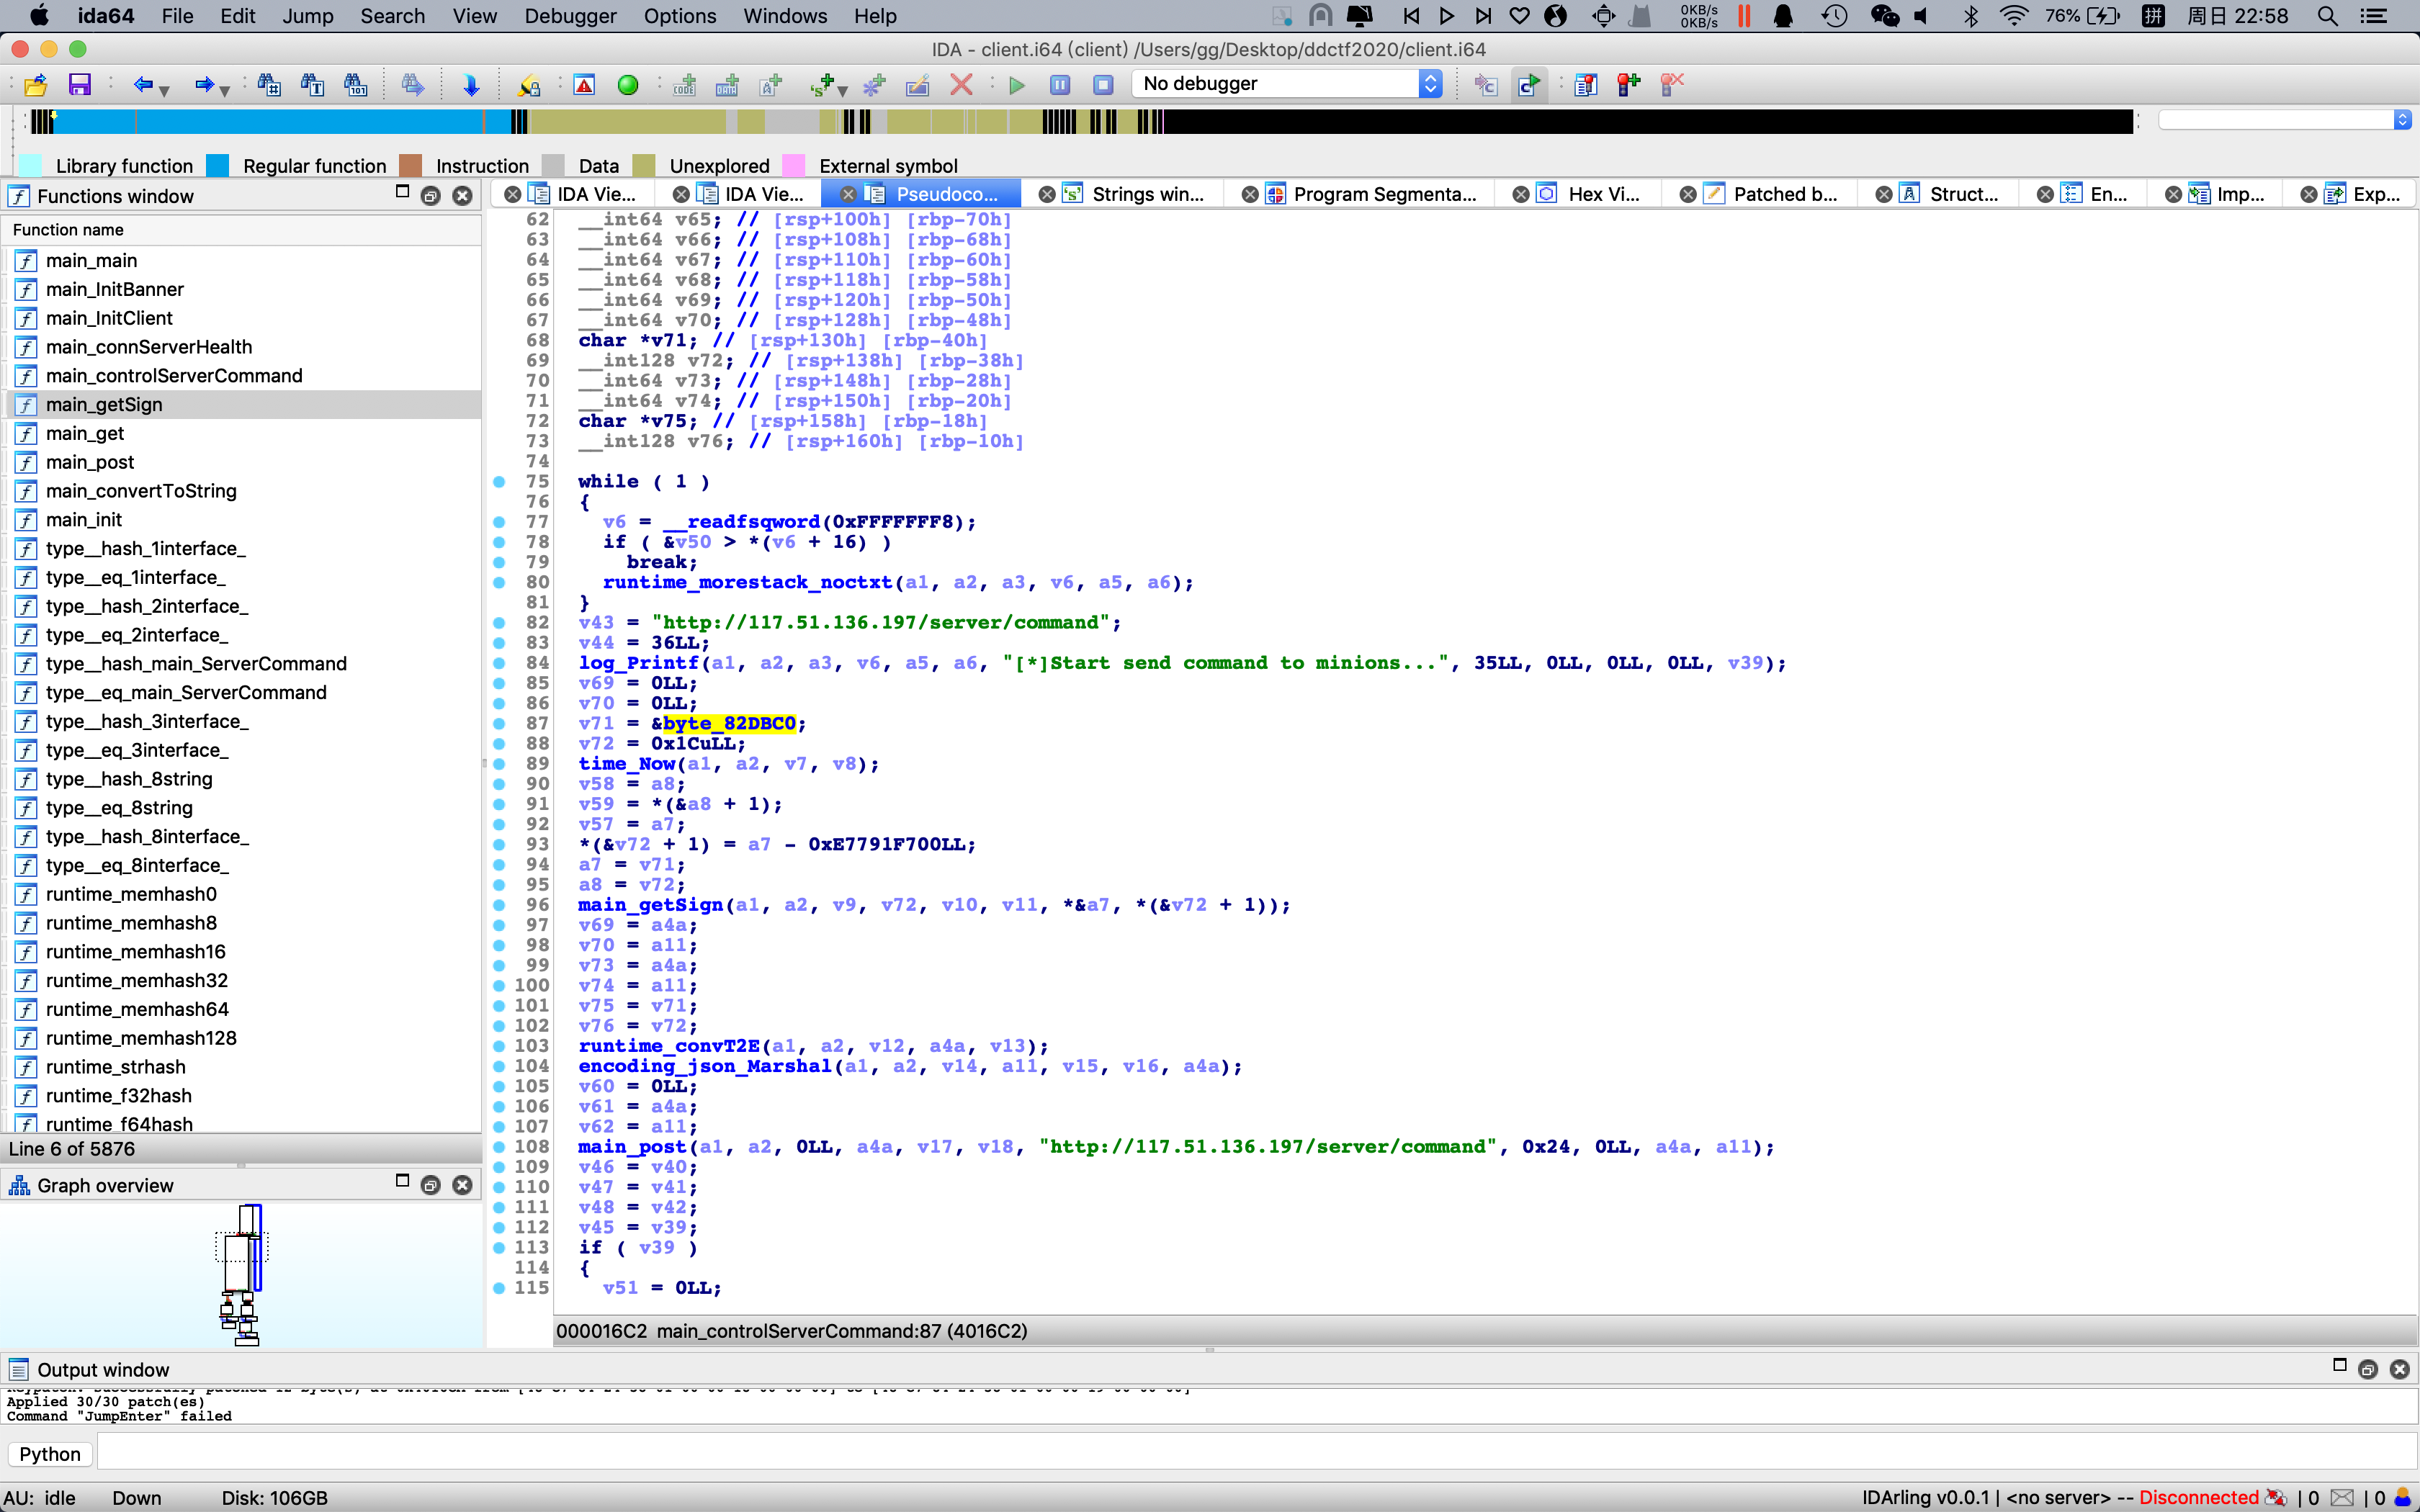 ida64 File Edit Jump Search View Debugger Options Windows Help 0KB/s 0KB/s 76% 拼 周日 22:58
IDA - client.i64 (client) /Users/gg/Desktop/ddctf2020/client.i64
No debugger
Library function Regular function Instruction Data Unexplored External symbol
Functions window
IDA Vie... IDA Vie... Pseudoco... Strings win... Program Segmenta... Hex Vi... Patched b... Struct... En... Imp... Exp...
Function name
main_main
main_InitBanner
main_InitClient
main_connServerHealth
main_controlServerCommand
main_getSign
main_get
main_post
main_convertToString
main_init
type__hash_1interface_
type__eq_1interface_
type__hash_2interface_
type__eq_2interface_
type__hash_main_ServerCommand
type__eq_main_ServerCommand
type__hash_3interface_
type__eq_3interface_
type__hash_8string
type__eq_8string
type__hash_8interface_
type__eq_8interface_
runtime_memhash0
runtime_memhash8
runtime_memhash16
runtime_memhash32
runtime_memhash64
runtime_memhash128
runtime_strhash
runtime_f32hash
runtime_f64hash
Line 6 of 5876
Graph overview
62 __int64 v65; // [rsp+100h] [rbp-70h]
63 __int64 v66; // [rsp+108h] [rbp-68h]
64 __int64 v67; // [rsp+110h] [rbp-60h]
65 __int64 v68; // [rsp+118h] [rbp-58h]
66 __int64 v69; // [rsp+120h] [rbp-50h]
67 __int64 v70; // [rsp+128h] [rbp-48h]
68 char *v71; // [rsp+130h] [rbp-40h]
69 __int128 v72; // [rsp+138h] [rbp-38h]
70 __int64 v73; // [rsp+148h] [rbp-28h]
71 __int64 v74; // [rsp+150h] [rbp-20h]
72 char *v75; // [rsp+158h] [rbp-18h]
73 __int128 v76; // [rsp+160h] [rbp-10h]
74
75 while ( 1 )
76 {
77 v6 = __readfsqword(0xFFFFFFF8);
78 if ( &v50 > *(v6 + 16) )
79 break;
80 runtime_morestack_noctxt(a1, a2, a3, v6, a5, a6);
81 }
82 v43 = "http://117.51.136.197/server/command";
83 v44 = 36LL;
84 log_Printf(a1, a2, a3, v6, a5, a6, "[*]Start send command to minions...", 35LL, 0LL, 0LL, 0LL, v39);
85 v69 = 0LL;
86 v70 = 0LL;
87 v71 = &byte_82DBC0;
88 v72 = 0x1CuLL;
89 time_Now(a1, a2, v7, v8);
90 v58 = a8;
91 v59 = *(&a8 + 1);
92 v57 = a7;
93 *(&v72 + 1) = a7 - 0xE7791F700LL;
94 a7 = v71;
95 a8 = v72;
96 main_getSign(a1, a2, v9, v72, v10, v11, *&a7, *(&v72 + 1));
97 v69 = a4a;
98 v70 = a11;
99 v73 = a4a;
100 v74 = a11;
101 v75 = v71;
102 v76 = v72;
103 runtime_convT2E(a1, a2, v12, a4a, v13);
104 encoding_json_Marshal(a1, a2, v14, a11, v15, v16, a4a);
105 v60 = 0LL;
106 v61 = a4a;
107 v62 = a11;
108 main_post(a1, a2, 0LL, a4a, v17, v18, "http://117.51.136.197/server/command", 0x24, 0LL, a4a, a11);
109 v46 = v40;
110 v47 = v41;
111 v48 = v42;
112 v45 = v39;
113 if ( v39 )
114 {
115 v51 = 0LL;
000016C2 main_controlServerCommand:87 (4016C2)
Output window
Applied 30/30 patch(es)
Command "JumpEnter" failed
Python
AU: idle Down Disk: 106GB
IDArling v0.0.1 | <no server> -- Disconnected | 0 | 0